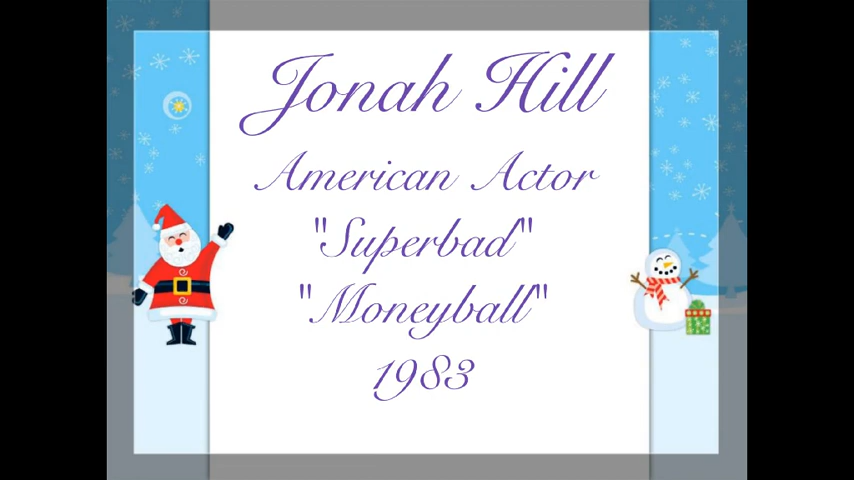 Jonah Hill
American Actor
"Superbad"
"Moneyball"
1983